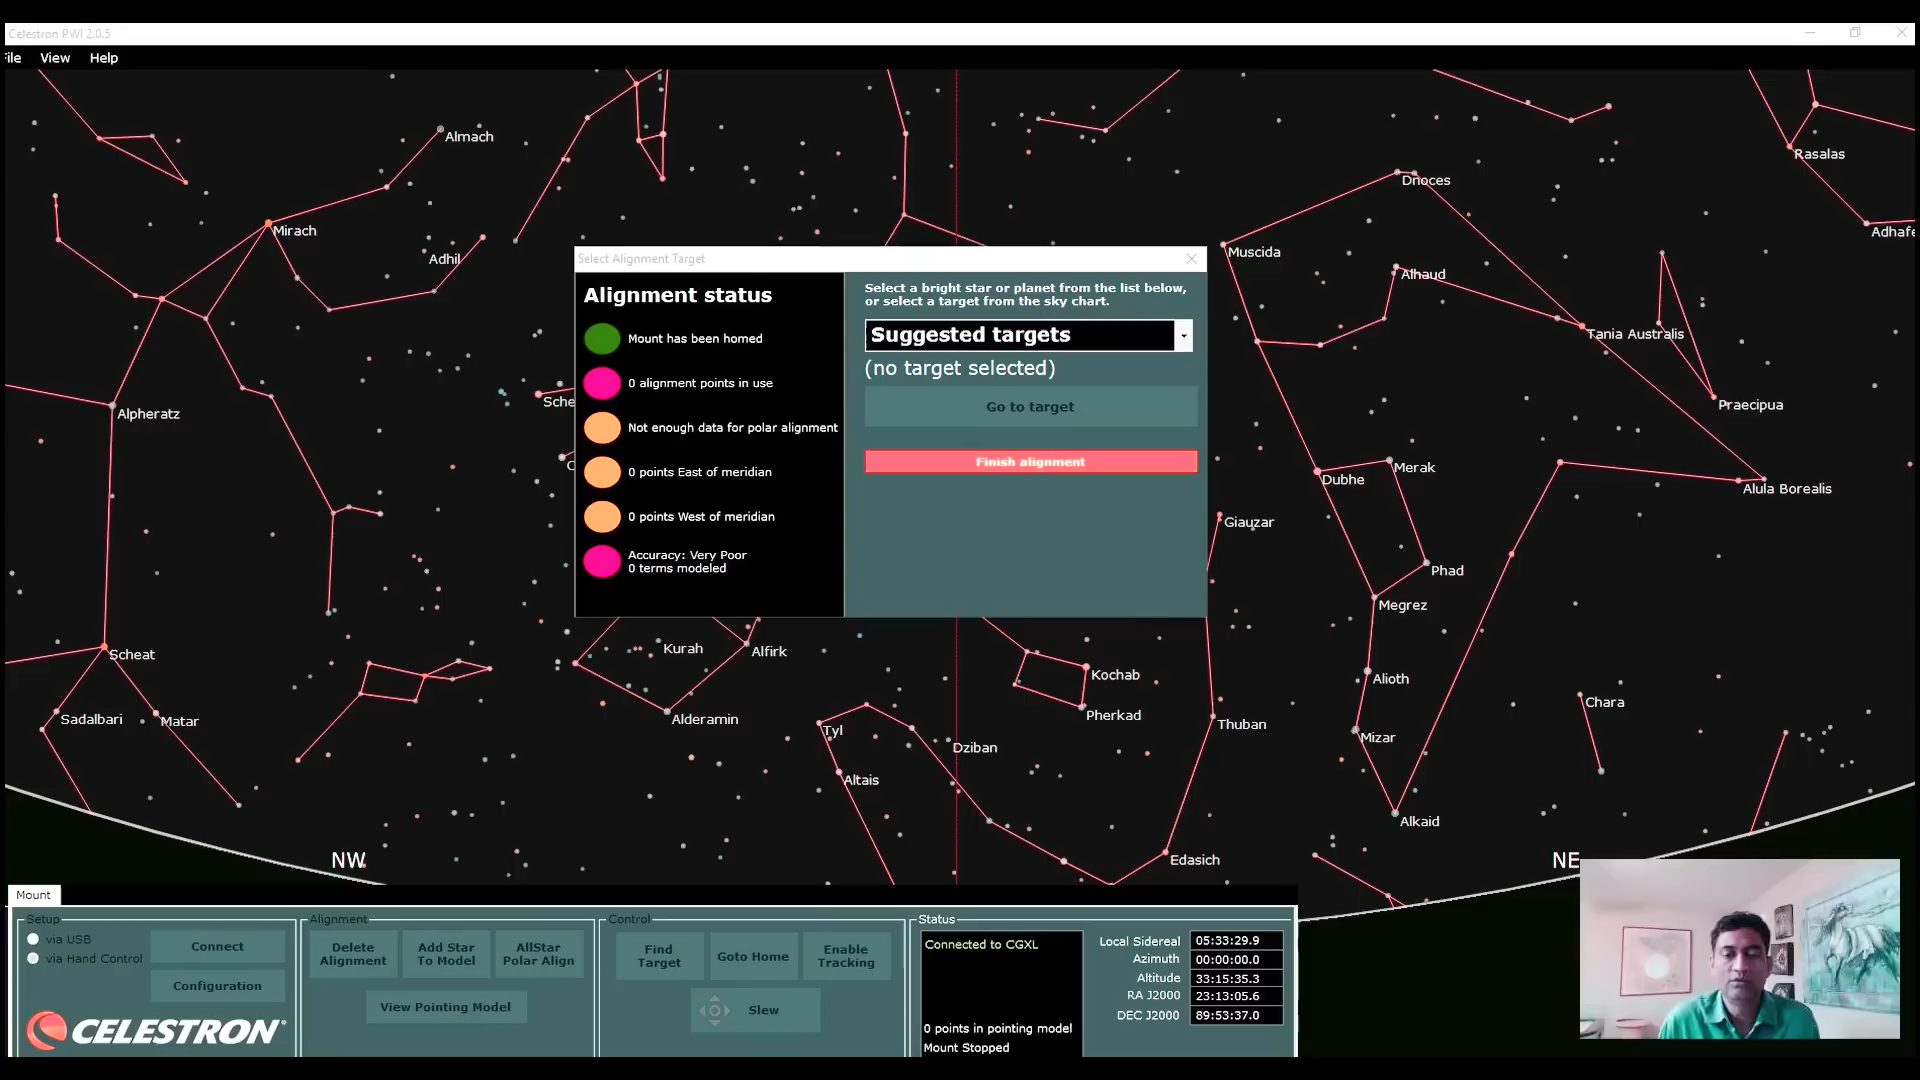 Celestron PWI 2.0.5
File View Help
Almach
Rasalas
Dnoces
Mirach
Adhafe
Adhil
Muscida
Select Alignment Target
Alhaud
Alignment status
Select a bright star or planet from the list below,
or select a target from the sky chart.
Mount has been homed
Suggested targets
Tania Australis
(no target selected)
0 alignment points in use
Sche
Go to target
Praecipua
Alpheratz
Not enough data for polar alignment
Finish alignment
C
Merak
Dubhe
0 points East of meridian
Alula Borealis
0 points West of meridian
Giauzar
Accuracy: Very Poor
0 terms modeled
Phad
Megrez
Scheat
Kurah
Alfirk
Kochab
Alioth
Sadalbari
Matar
Alderamin
Pherkad
Thuban
Chara
Tyl
Dziban
Mizar
Altais
Alkaid
NW
Edasich
NE
Mount
Setup
via USB
via Hand Control
Connect
Configuration
CELESTRON
Alignment
Delete
Alignment
Add Star
To Model
AllStar
Polar Align
View Pointing Model
Control
Find
Target
Goto Home
Enable
Tracking
Slew
Status
Connected to CGXL
0 points in pointing model
Mount Stopped
Local Sidereal 05:33:29.9
Azimuth 00:00:00.0
Altitude 33:15:35.3
RA J2000 23:13:05.6
DEC J2000 89:53:37.0